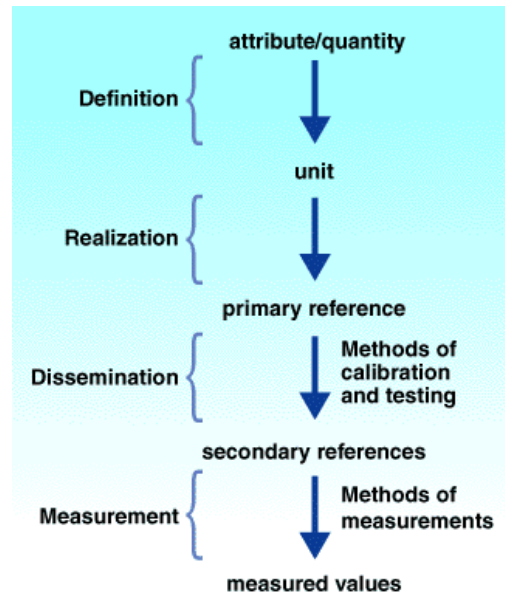 attribute/quantity
Definition
unit
Realization
primary reference
Dissemination
Methods of
calibration
and testing
secondary references
Measurement
Methods of
measurements
measured values